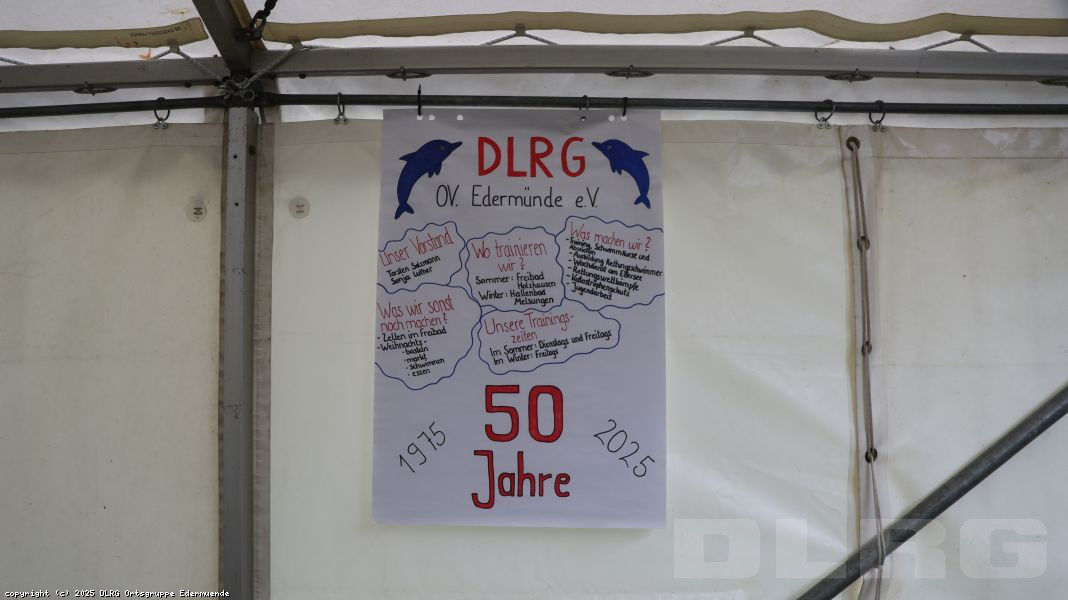 DLRG
OV. Edermünde e.V.
Unser Vorstand
Torsten Salzmann
Sonja Luther
Wo trainieren
wir?
Sommer: Freibad
Holzhausen
Winter: Hallenbad
Melsungen
Was machen wir?
- Training, Schwimmkurse und
Abzeichen
- Ausbildung Rettungsschwimmer
- Wachdienst am Edersee
- Rettungswettkämpfe
- Katastrophenschutz
- Jugendarbeit
Was wir sonst
noch machen?
- Zelten im Freibad
- Weihnachts-
- basteln
- markt
- schwimmen
- essen
Unsere Trainings-
zeiten
Im Sommer: Dienstags und Freitags
Im Winter: Freitags
50
Jahre
1975
2025
DLRG
copyright (c) 2025 DLRG Ortsgruppe Edermuende